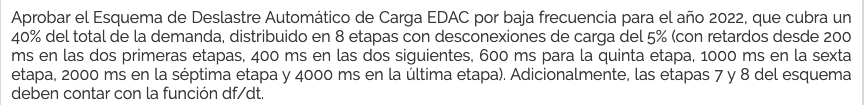 Aprobar el Esquema de Deslastre Automático de Carga EDAC por baja frecuencia para el año 2022, que cubra un
40% del total de la demanda, distribuido en 8 etapas con desconexiones de carga del 5% (con retardos desde 200
ms en las dos primeras etapas, 400 ms en las dos siguientes, 600 ms para la quinta etapa, 1000 ms en la sexta
etapa, 2000 ms en la séptima etapa y 4000 ms en la última etapa). Adicionalmente, las etapas 7 y 8 del esquema
deben contar con la función df/dt.